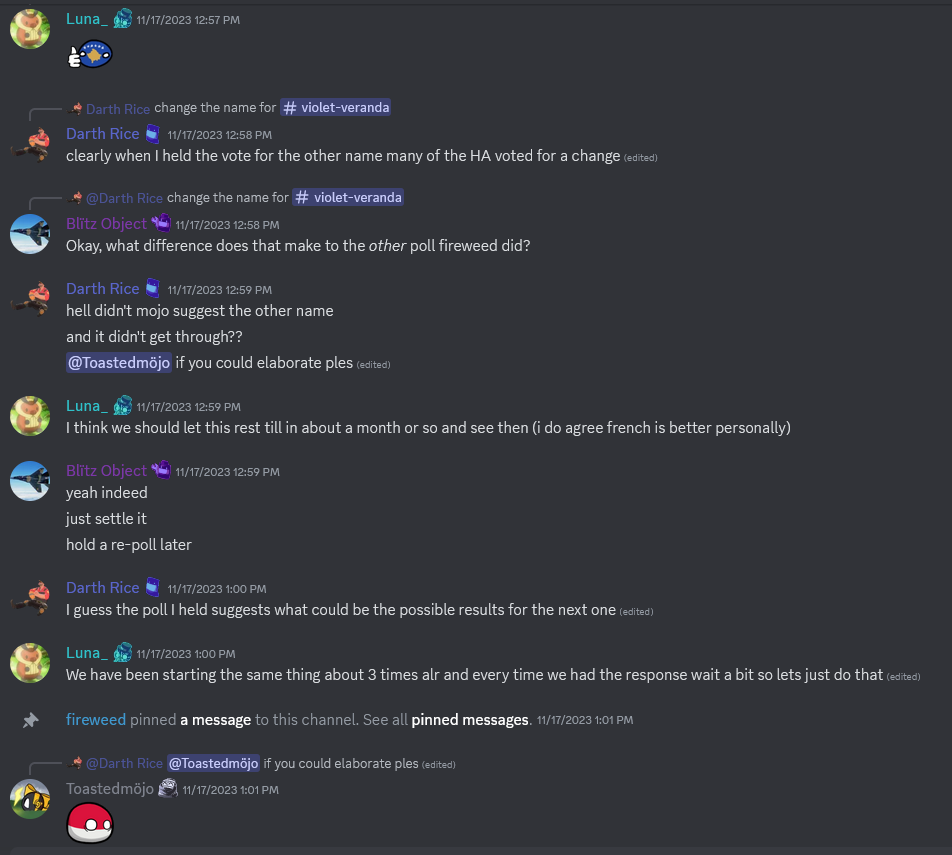 Luna_ 11/17/2023 12:57 PM
Darth Rice change the name for # violet-veranda
Darth Rice 11/17/2023 12:58 PM
clearly when I held the vote for the other name many of the HA voted for a change (edited)
@Darth Rice change the name for # violet-veranda
Blïtz Object 11/17/2023 12:58 PM
Okay, what difference does that make to the other poll fireweed did?
Darth Rice 11/17/2023 12:59 PM
hell didn't mojo suggest the other name
and it didn't get through??
@Toastedmöjo if you could elaborate ples (edited)
Luna_ 11/17/2023 12:59 PM
I think we should let this rest till in about a month or so and see then (i do agree french is better personally)
Blïtz Object 11/17/2023 12:59 PM
yeah indeed
just settle it
hold a re-poll later
Darth Rice 11/17/2023 1:00 PM
I guess the poll I held suggests what could be the possible results for the next one (edited)
Luna_ 11/17/2023 1:00 PM
We have been starting the same thing about 3 times alr and every time we had the response wait a bit so lets just do that (edited)
fireweed pinned a message to this channel. See all pinned messages. 11/17/2023 1:01 PM
@Darth Rice @Toastedmöjo if you could elaborate ples (edited)
Toastedmöjo 11/17/2023 1:01 PM